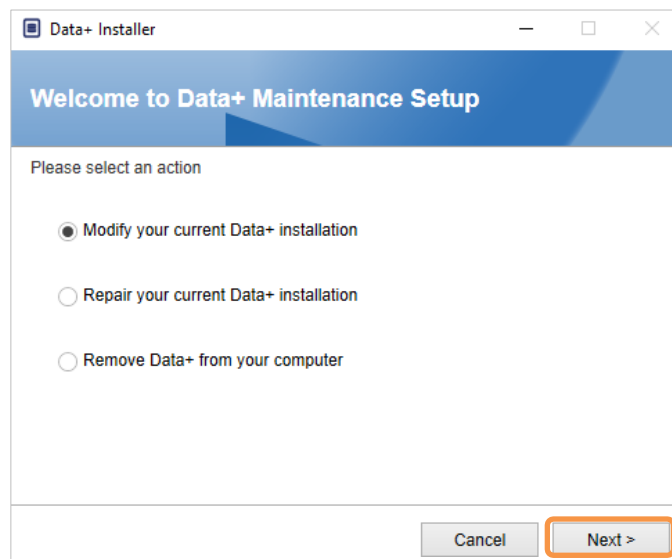 Data+ Installer
Welcome to Data+ Maintenance Setup
Please select an action
Modify your current Data+ installation
Repair your current Data+ installation
Remove Data+ from your computer
Cancel
Next >